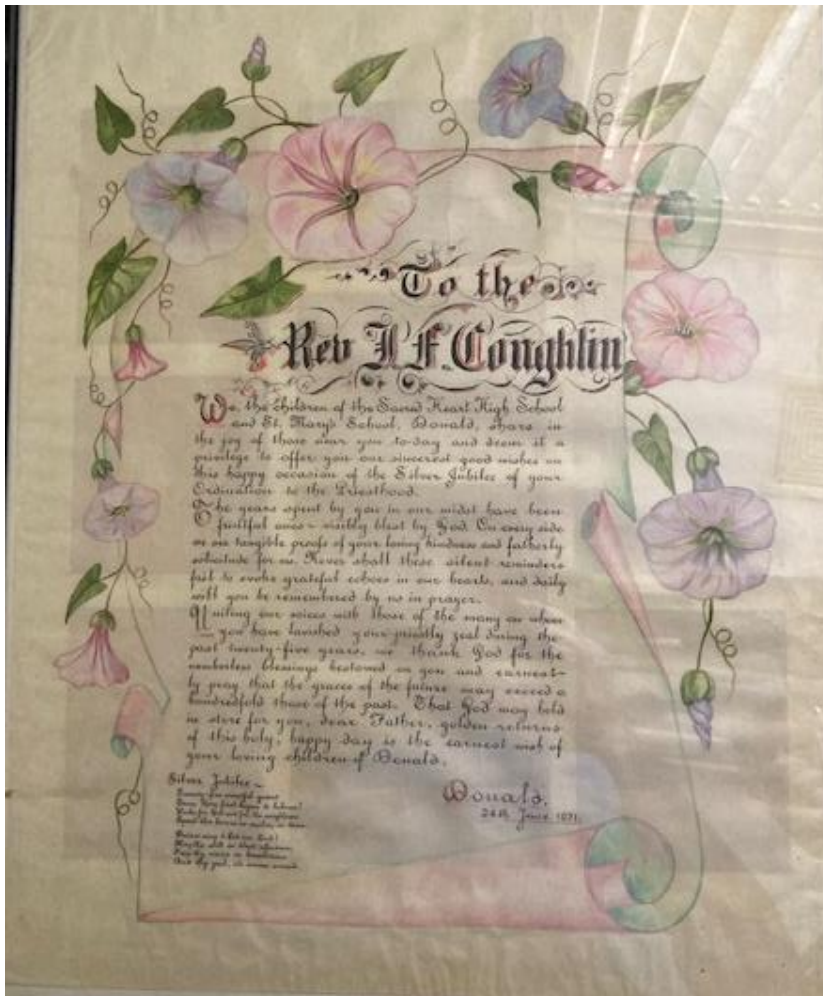 To the
Rev J F Coughlin
We, the Children of the Sacred Heart High School
and St. Mary's School, Donald, share in
the joy of those near you to-day and deem it a
privilege to offer you our sincerest good wishes on
this happy occasion of the Silver Jubilee of your
Ordination to the Priesthood.
The years spent by you in our midst have been
fruitful ones - visibly blest by God. On every side
we see tangible proofs of your loving kindness and fatherly
solicitude for us. Never shall these silent reminders
fail to evoke grateful echoes in our hearts, and daily
will you be remembered by us in prayer.
Uniting our voices with those of the many on whom
you have lavished your priestly zeal during the
past twenty-five years, we thank God for the
numberless blessings bestowed on you and earnest-
ly pray that the graces of the future may exceed a
hundredfold those of the past. That God may hold
in store for you, dear Father, golden returns
of this holy, happy day is the earnest wish of
your loving children of Donald.
Silver Jubilee ~
Donald.
24th June